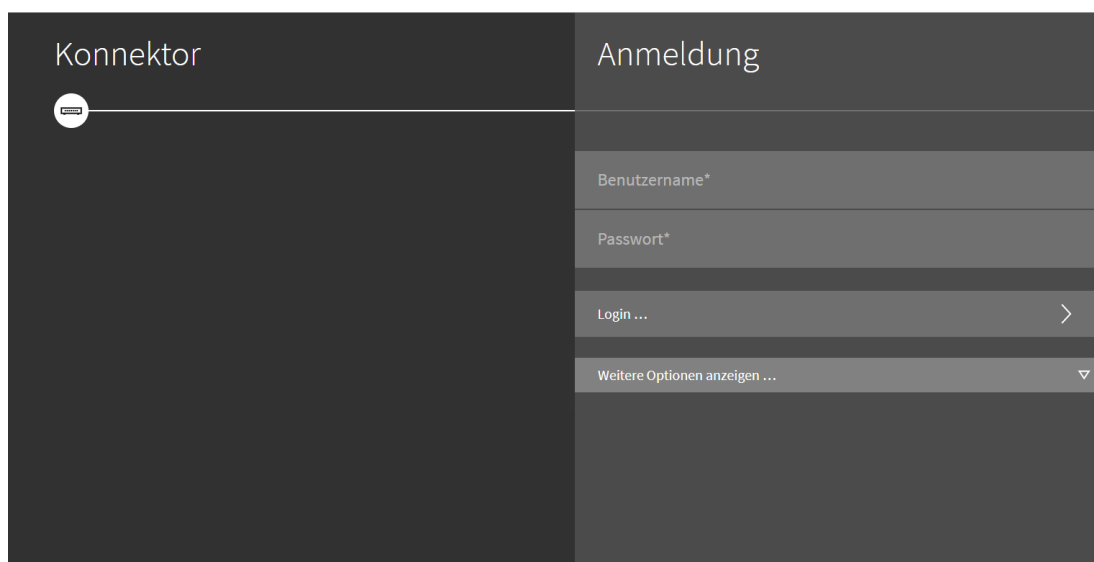 Konnektor
Anmeldung
Benutzername*
Passwort*
Login ...
Weitere Optionen anzeigen ...